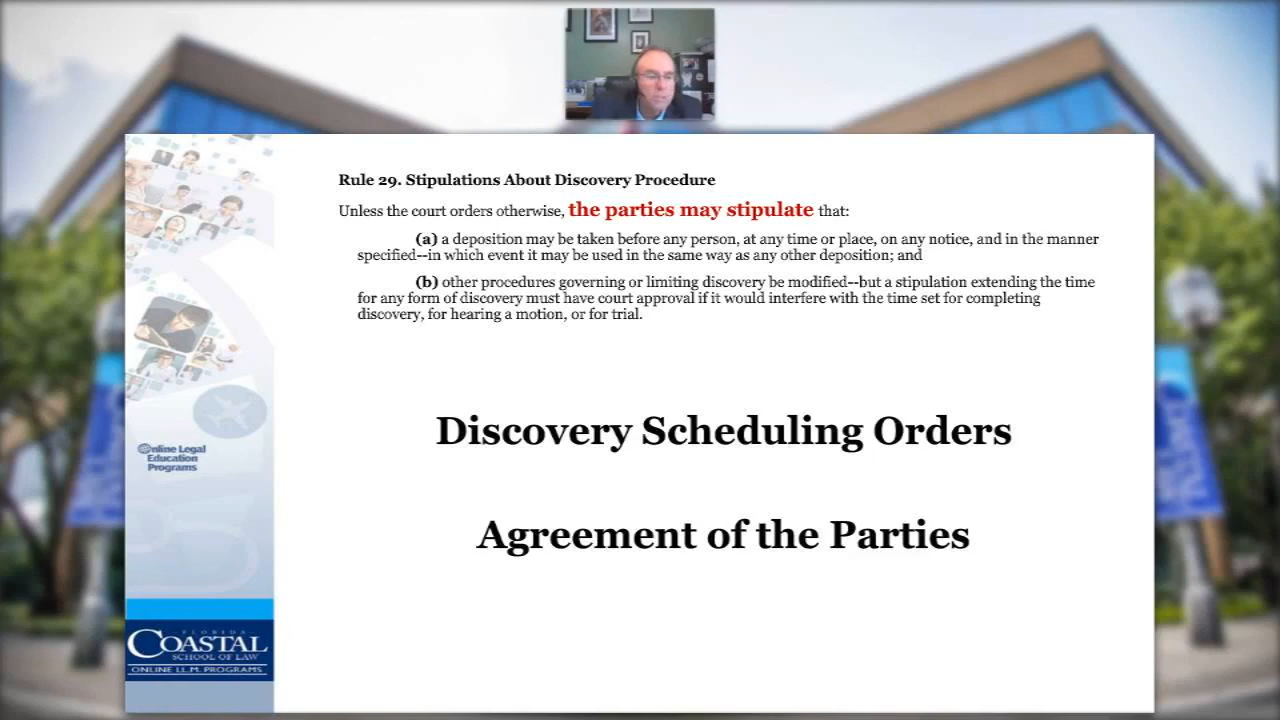 Rule 29. Stipulations About Discovery Procedure
Unless the court orders otherwise, the parties may stipulate that:
(a) a deposition may be taken before any person, at any time or place, on any notice, and in the manner
specified--in which event it may be used in the same way as any other deposition; and
(b) other procedures governing or limiting discovery be modified--but a stipulation extending the time
for any form of discovery must have court approval if it would interfere with the time set for completing
discovery, for hearing a motion, or for trial.
Discovery Scheduling Orders
Agreement of the Parties
Online Legal
Education
Programs
FLORIDA
COASTAL
SCHOOL OF LAW
ONLINE LL.M. PROGRAMS